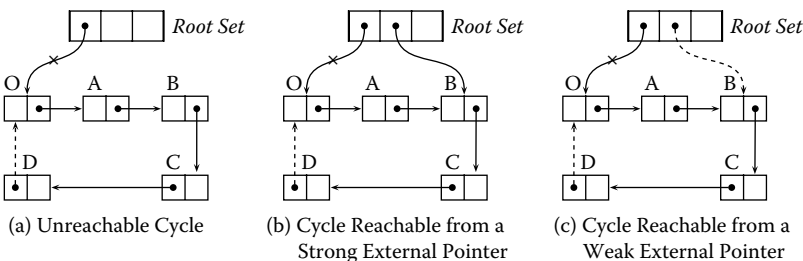 Root Set
Root Set
Root Set
O A B
O A B
O A B
D C
D C
D C
(a) Unreachable Cycle
(b) Cycle Reachable from a
Strong External Pointer
(c) Cycle Reachable from a
Weak External Pointer